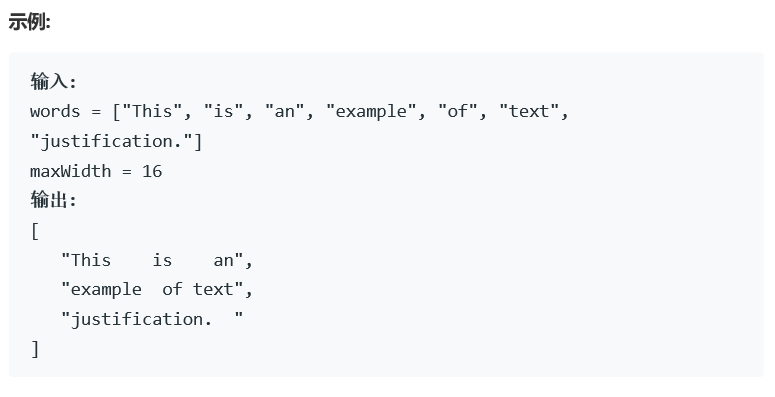 示例:
输入:
words = ["This", "is", "an", "example", "of", "text",
"justification."]
maxWidth = 16
输出:
[
   "This    is    an",
   "example  of text",
   "justification.  "
]